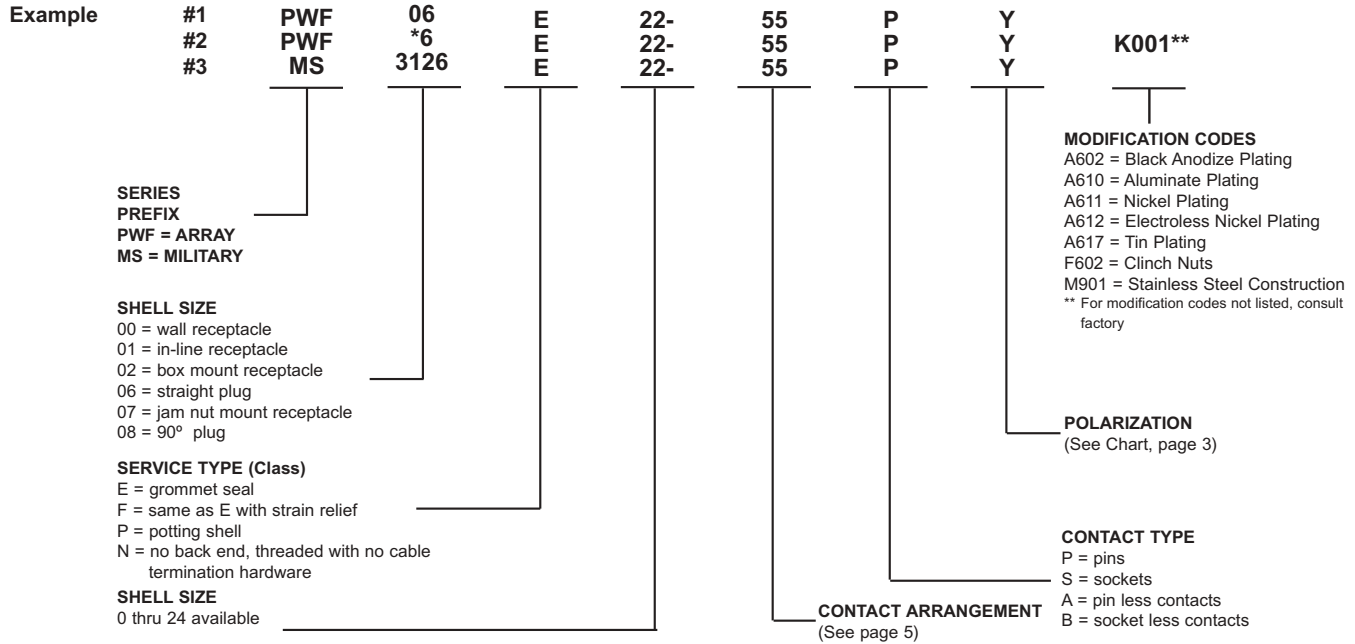 Example #1 PWF 06 E 22- 55 P Y
#2 PWF *6 E 22- 55 P Y K001**
#3 MS 3126 E 22- 55 P Y
SERIES
PREFIX
PWF = ARRAY
MS = MILITARY
SHELL SIZE
00 = wall receptacle
01 = in-line receptacle
02 = box mount receptacle
06 = straight plug
07 = jam nut mount receptacle
08 = 90º plug
SERVICE TYPE (Class)
E = grommet seal
F = same as E with strain relief
P = potting shell
N = no back end, threaded with no cable
termination hardware
SHELL SIZE
0 thru 24 available
CONTACT ARRANGEMENT
(See page 5)
CONTACT TYPE
P = pins
S = sockets
A = pin less contacts
B = socket less contacts
POLARIZATION
(See Chart, page 3)
MODIFICATION CODES
A602 = Black Anodize Plating
A610 = Aluminate Plating
A611 = Nickel Plating
A612 = Electroless Nickel Plating
A617 = Tin Plating
F602 = Clinch Nuts
M901 = Stainless Steel Construction
** For modification codes not listed, consult
factory